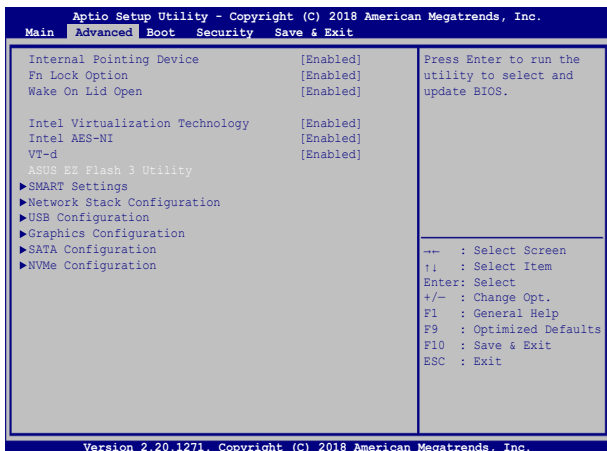 Aptio Setup Utility - Copyright (C) 2018 American Megatrends, Inc.
Main Advanced Boot Security Save & Exit
Internal Pointing Device [Enabled]
Fn Lock Option [Enabled]
Wake On Lid Open [Enabled]
Intel Virtualization Technology [Enabled]
Intel AES-NI [Enabled]
VT-d [Enabled]
ASUS EZ Flash 3 Utility
▶SMART Settings
▶Network Stack Configuration
▶USB Configuration
▶Graphics Configuration
▶SATA Configuration
▶NVMe Configuration
Press Enter to run the
utility to select and
update BIOS.
→← : Select Screen
↑↓ : Select Item
Enter: Select
+/— : Change Opt.
F1 : General Help
F9 : Optimized Defaults
F10 : Save & Exit
ESC : Exit
Version 2.20.1271. Copyright (C) 2018 American Megatrends, Inc.